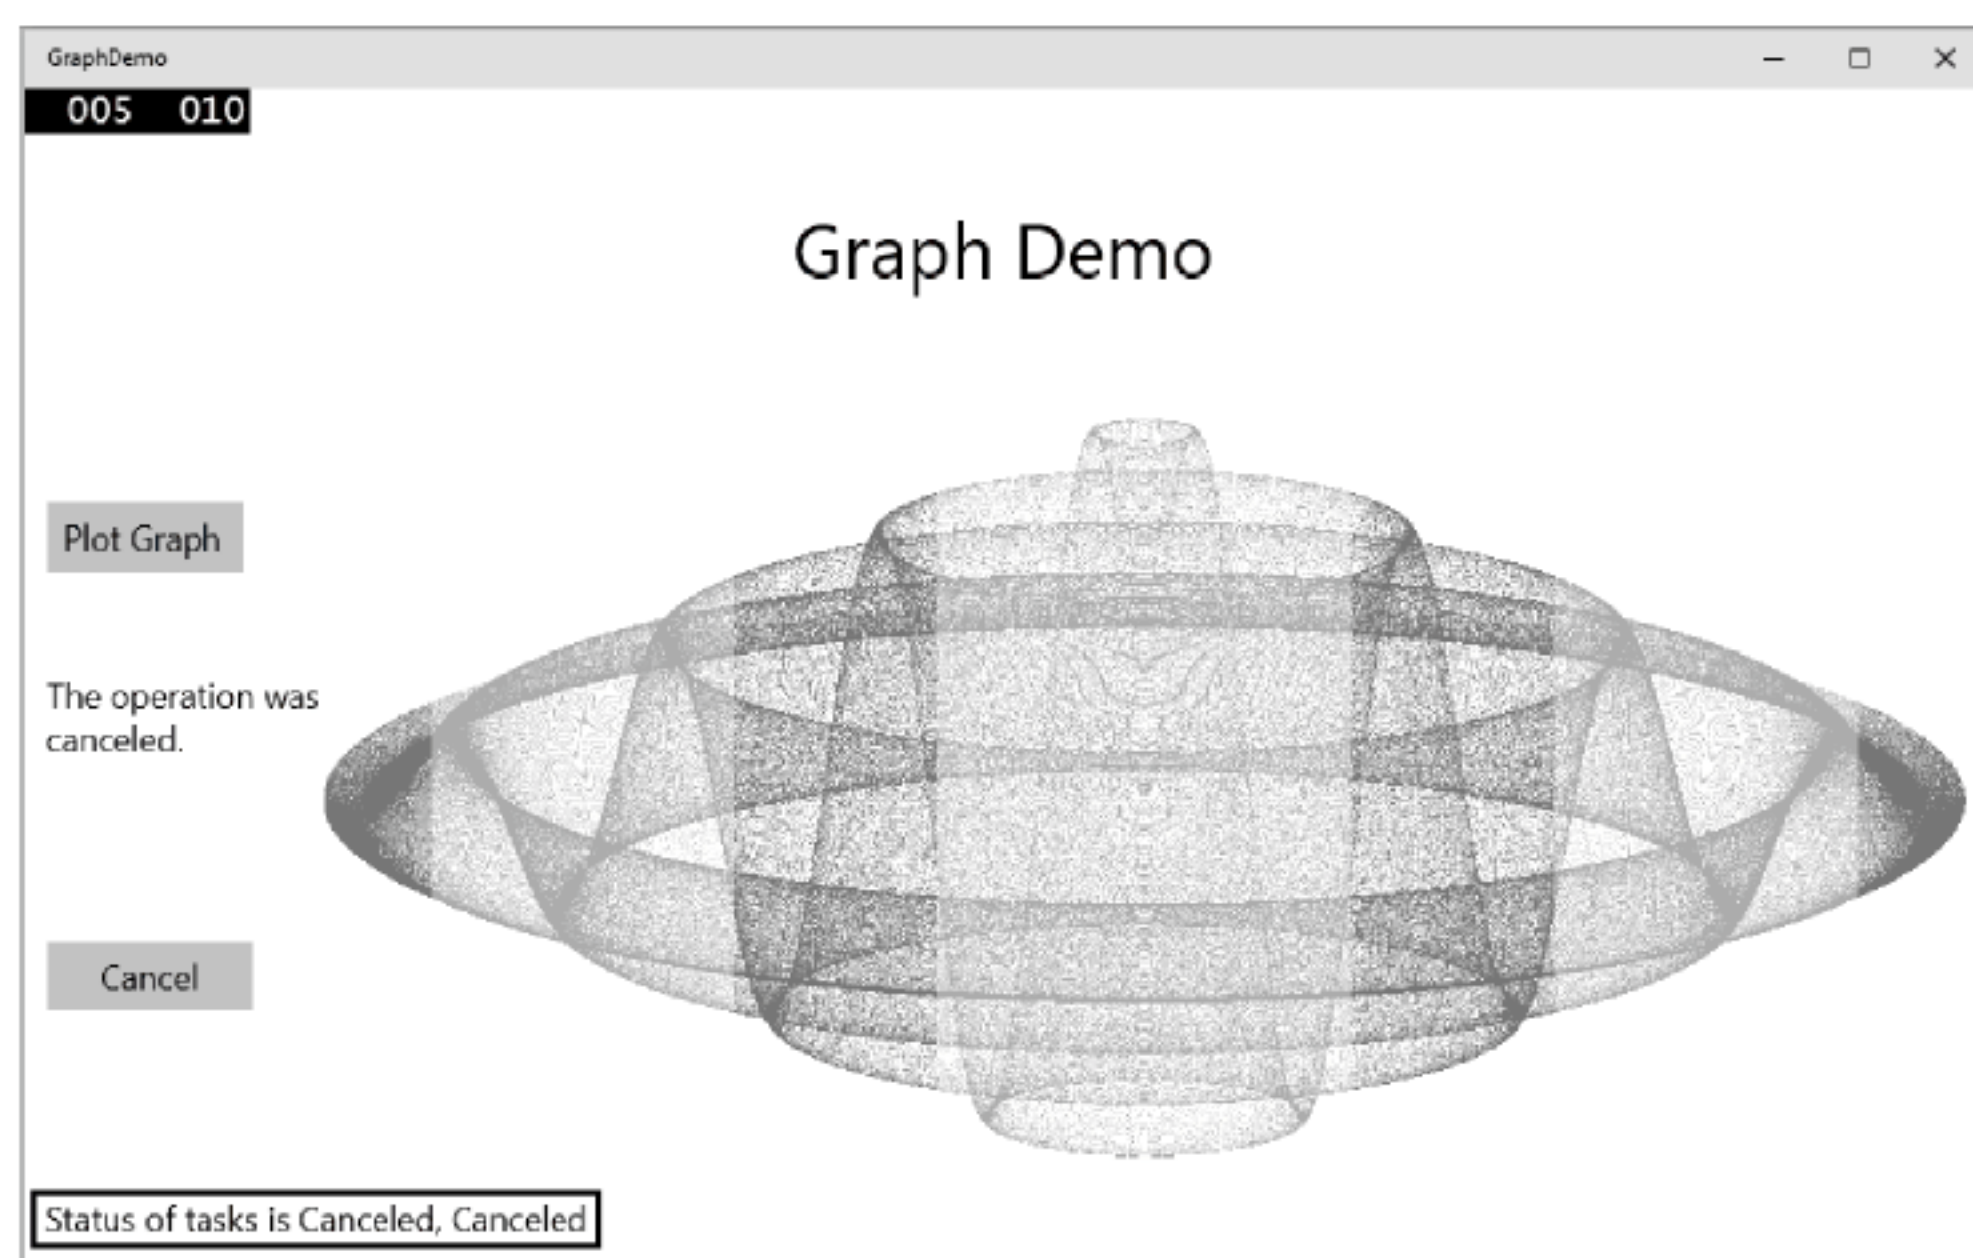 GraphDemo
005 010
Graph Demo
Plot Graph
The operation was
canceled.
Cancel
Status of tasks is Canceled, Canceled